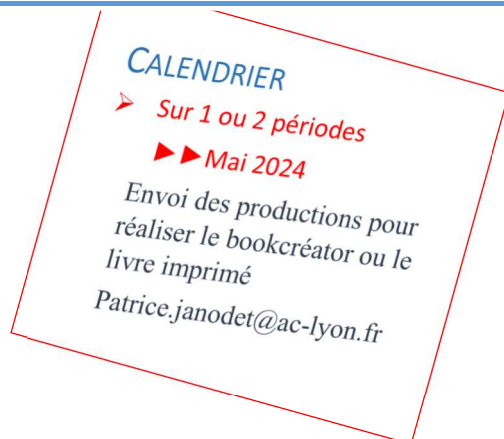 CALENDRIER
➢ Sur 1 ou 2 périodes
►►Mai 2024
Envoi des productions pour
réaliser le bookcréator ou le
livre imprimé
Patrice.janodet@ac-lyon.fr